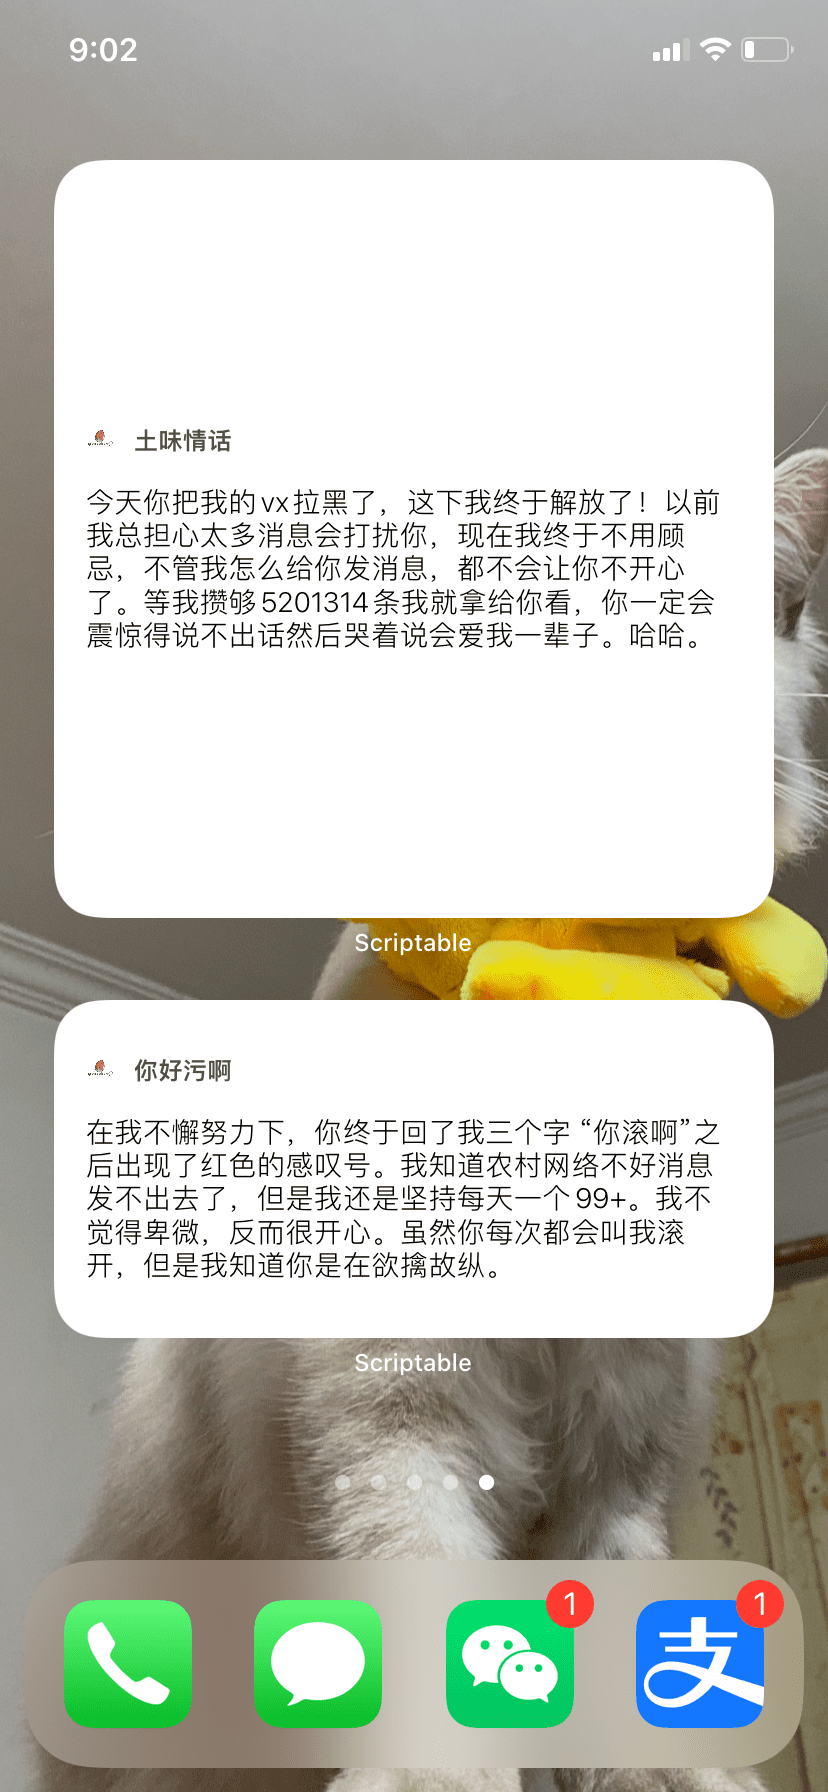 9:02
土味情话
今天你把我的vx拉黑了，这下我终于解放了！以前
我总担心太多消息会打扰你，现在我终于不用顾
忌，不管我怎么给你发消息，都不会让你不开心
了。等我攒够5201314条我就拿给你看，你一定会
震惊得说不出话然后哭着说会爱我一辈子。哈哈。
Scriptable
你好污啊
在我不懈努力下，你终于回了我三个字 “你滚啊”之
后出现了红色的感叹号。我知道农村网络不好消息
发不出去了，但是我还是坚持每天一个99+。我不
觉得卑微，反而很开心。虽然你每次都会叫我滚
开，但是我知道你是在欲擒故纵。
Scriptable
1
1
支